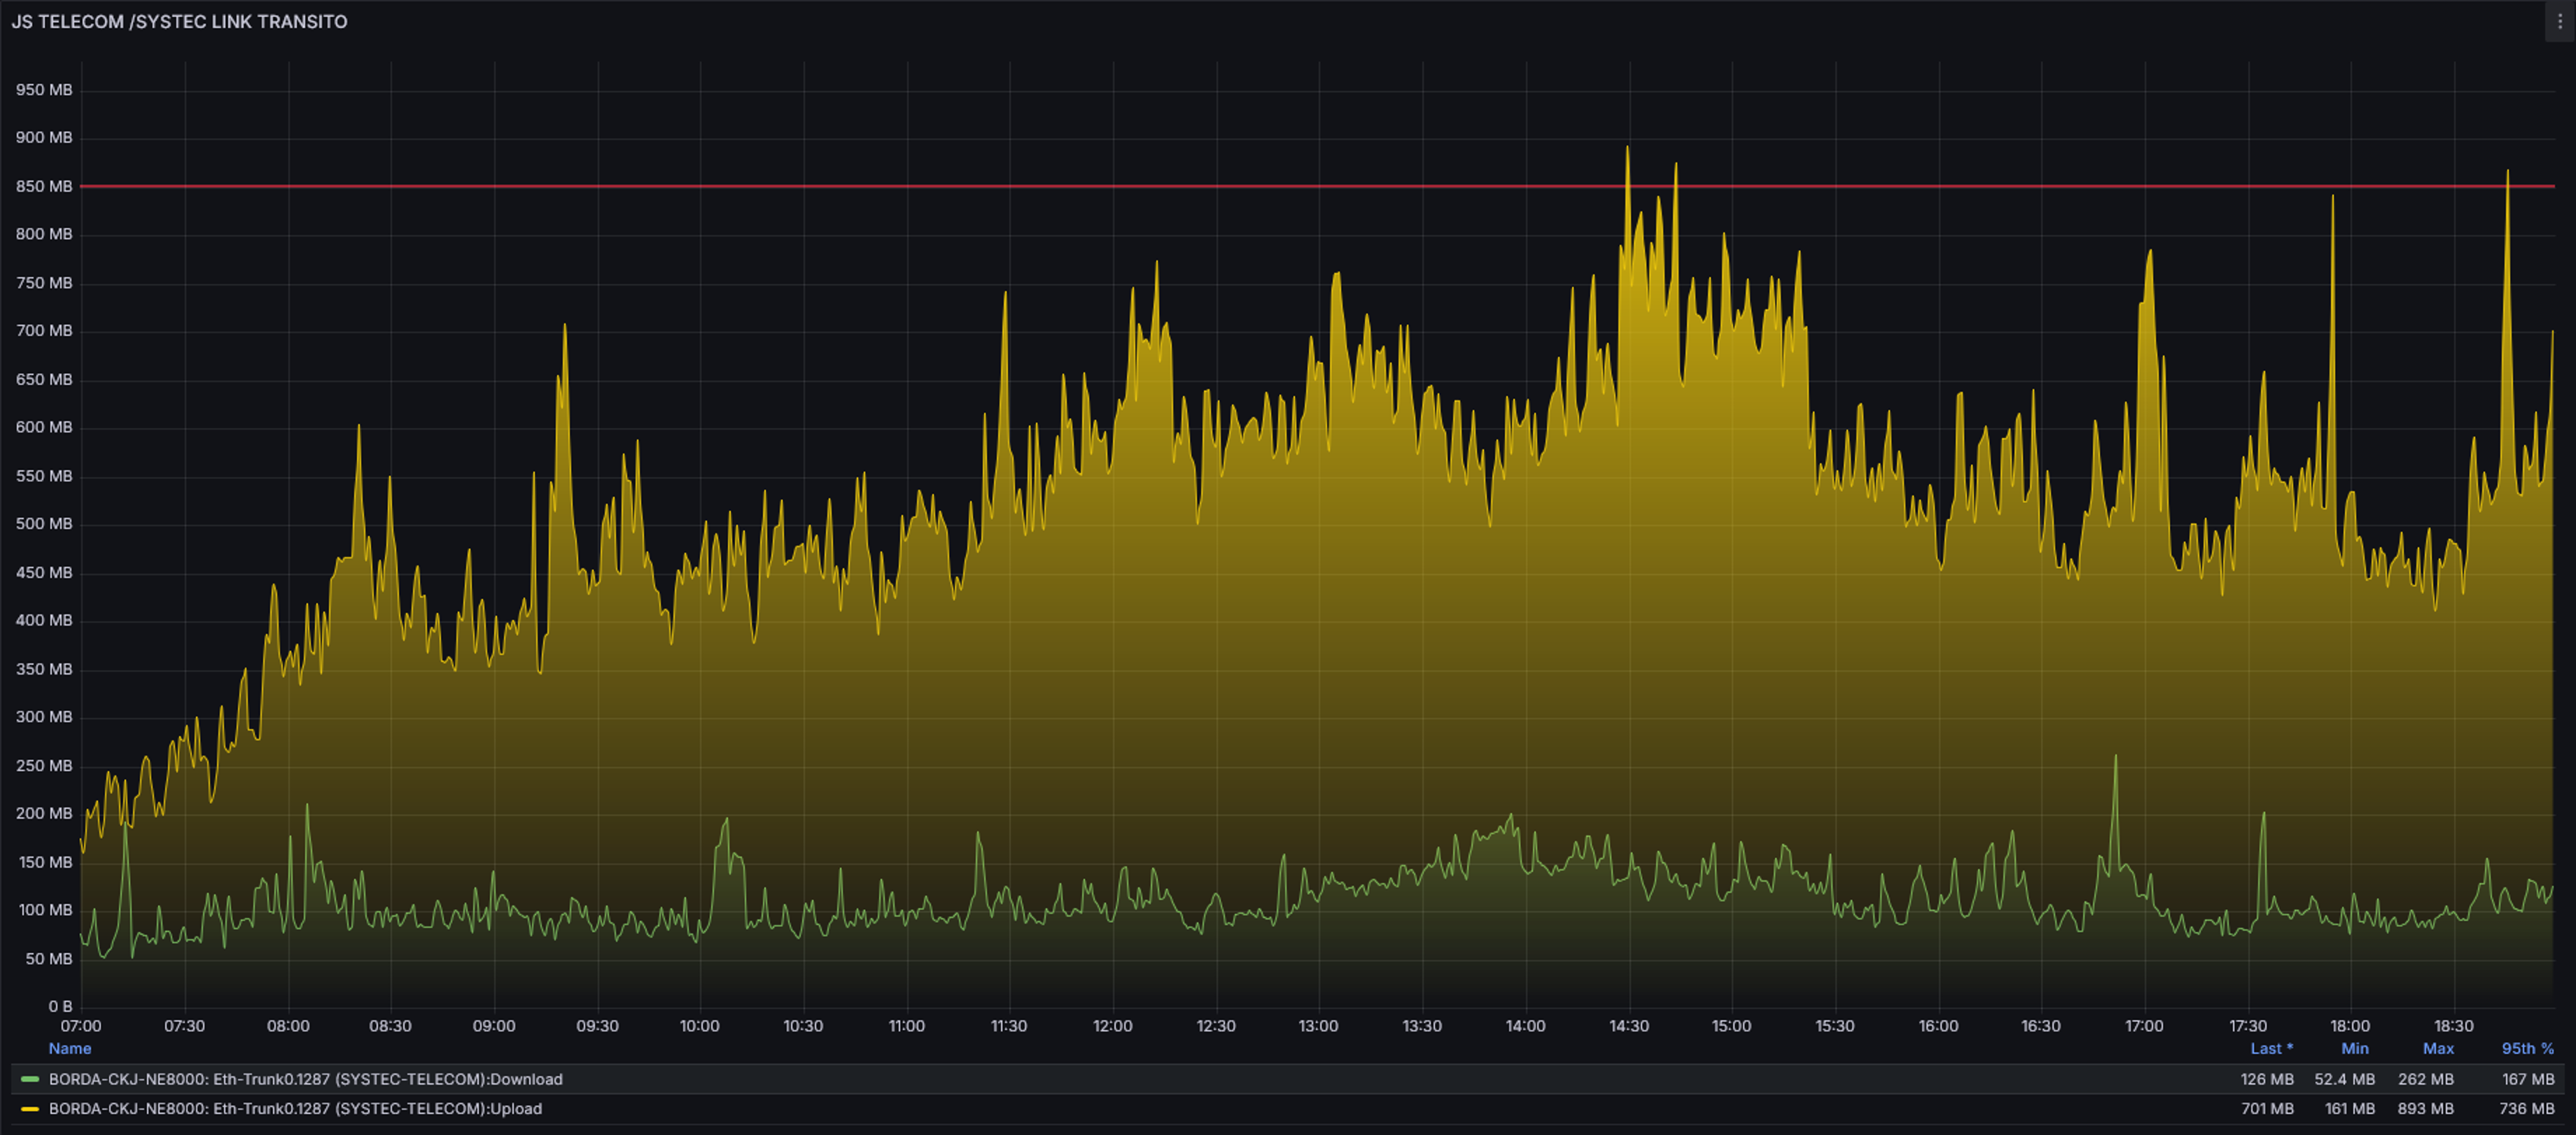 JS TELECOM /SYSTEC LINK TRANSITO
950 MB
900 MB
850 MB
800 MB
750 MB
700 MB
650 MB
600 MB
550 MB
500 MB
450 MB
400 MB
350 MB
300 MB
250 MB
200 MB
150 MB
100 MB
50 MB
0 B
07:00 07:30 08:00 08:30 09:00 09:30 10:00 10:30 11:00 11:30 12:00 12:30 13:00 13:30 14:00 14:30 15:00 15:30 16:00 16:30 17:00 17:30 18:00 18:30
Name Last * Min Max 95th %
BORDA-CKJ-NE8000: Eth-Trunk0.1287 (SYSTEC-TELECOM):Download 126 MB 52.4 MB 262 MB 167 MB
BORDA-CKJ-NE8000: Eth-Trunk0.1287 (SYSTEC-TELECOM):Upload 701 MB 161 MB 893 MB 736 MB